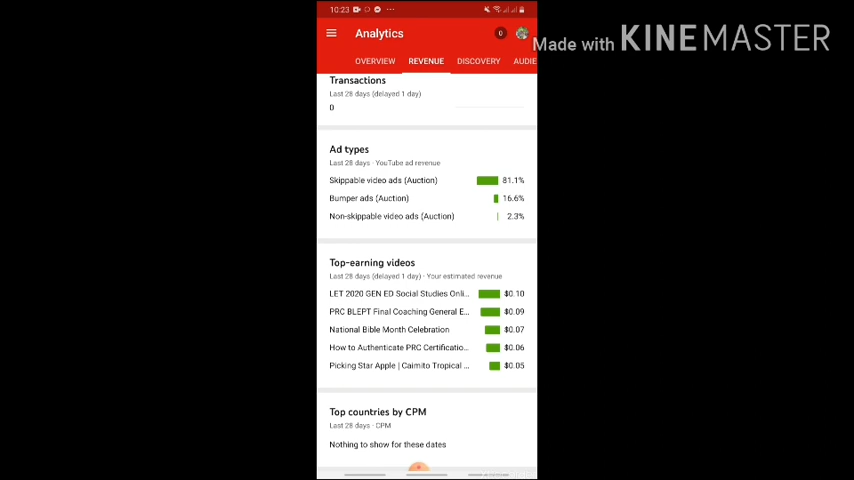 10:23
Analytics
0
Made with KINEMASTER
OVERVIEW REVENUE DISCOVERY AUDIE
Transactions
Last 28 days (delayed 1 day)
0
Ad types
Last 28 days · YouTube ad revenue
Skippable video ads (Auction) 81.1%
Bumper ads (Auction) 16.6%
Non-skippable video ads (Auction) 2.3%
Top-earning videos
Last 28 days (delayed 1 day) · Your estimated revenue
LET 2020 GEN ED Social Studies Onli... $0.10
PRC BLEPT Final Coaching General E... $0.09
National Bible Month Celebration $0.07
How to Authenticate PRC Certificatio... $0.06
Picking Star Apple | Caimito Tropical ... $0.05
Top countries by CPM
Last 28 days · CPM
Nothing to show for these dates